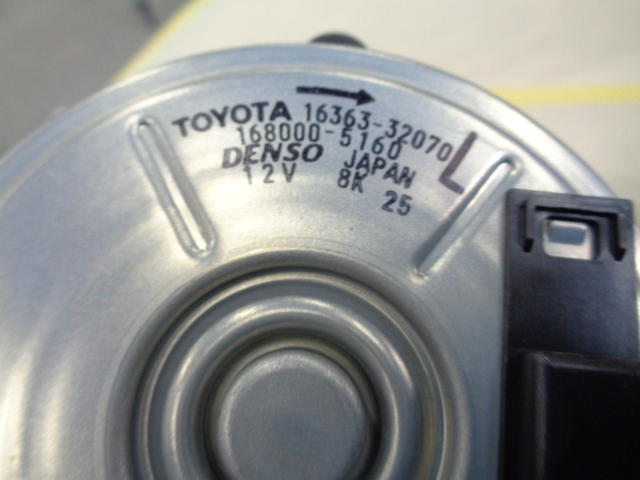 TOYOTA 16363-32070 L
168000-5160
DENSO JAPAN
12V 8K 25